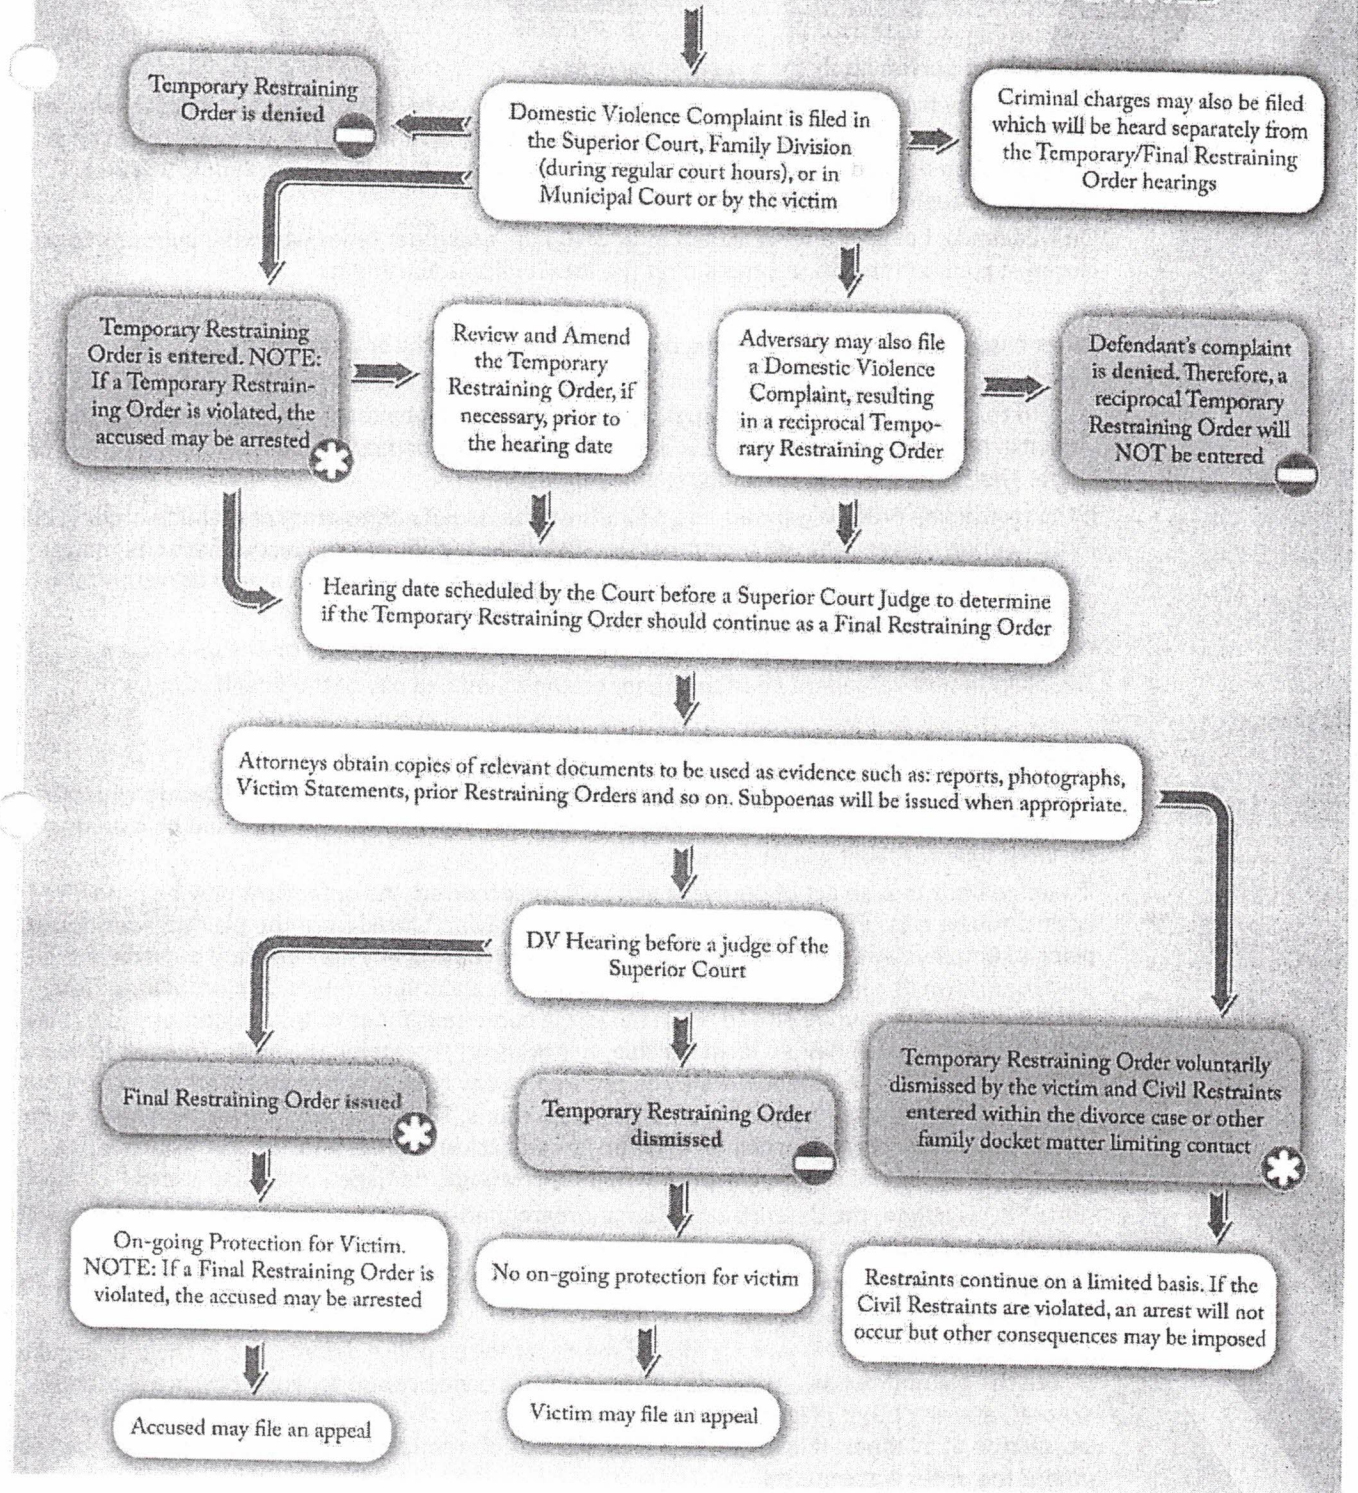 Temporary Restraining
Order is denied
Domestic Violence Complaint is filed in
the Superior Court, Family Division
(during regular court hours), or in
Municipal Court or by the victim
Criminal charges may also be filed
which will be heard separately from
the Temporary/Final Restraining
Order hearings
Temporary Restraining
Order is entered. NOTE:
If a Temporary Restrain-
ing Order is violated, the
accused may be arrested
Review and Amend
the Temporary
Restraining Order, if
necessary, prior to
the hearing date
Adversary may also file
a Domestic Violence
Complaint, resulting
in a reciprocal Tempo-
rary Restraining Order
Defendant's complaint
is denied. Therefore, a
reciprocal Temporary
Restraining Order will
NOT be entered
Hearing date scheduled by the Court before a Superior Court Judge to determine
if the Temporary Restraining Order should continue as a Final Restraining Order
Attorneys obtain copies of relevant documents to be used as evidence such as: reports, photographs,
Victim Statements, prior Restraining Orders and so on. Subpoenas will be issued when appropriate.
DV Hearing before a judge of the
Superior Court
Final Restraining Order issued
Temporary Restraining Order
dismissed
Temporary Restraining Order voluntarily
dismissed by the victim and Civil Restraints
entered within the divorce case or other
family docket matter limiting contact
On-going Protection for Victim.
NOTE: If a Final Restraining Order is
violated, the accused may be arrested
No on-going protection for victim
Restraints continue on a limited basis. If the
Civil Restraints are violated, an arrest will not
occur but other consequences may be imposed
Accused may file an appeal
Victim may file an appeal